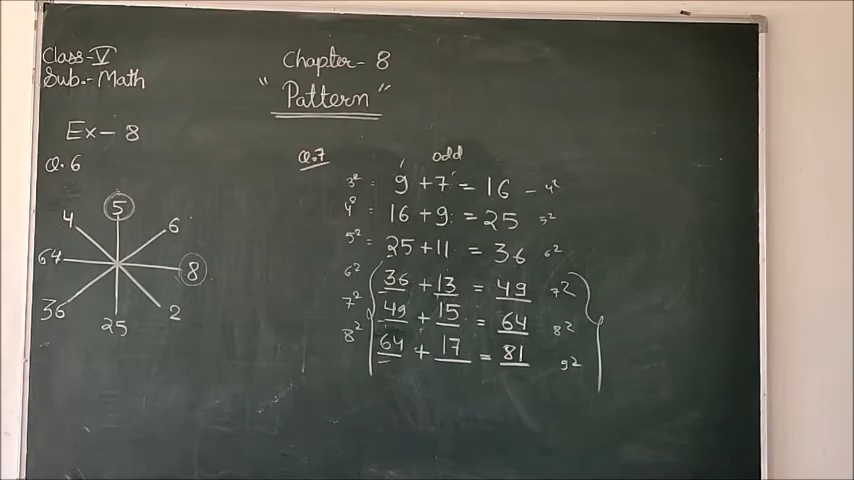 Class-V
Sub.- Math
Chapter- 8
"Pattern"
Ex- 8
Q.6
5
4
6
64
8
36
2
25
Q.7
odd
3² = 9 + 7 = 16 - 4²
4² = 16 + 9 = 25 5²
5² = 25 + 11 = 36 6²
6² 36 + 13 = 49 7²
7² 49 + 15 = 64 8²
8² 64 + 17 = 81 9²